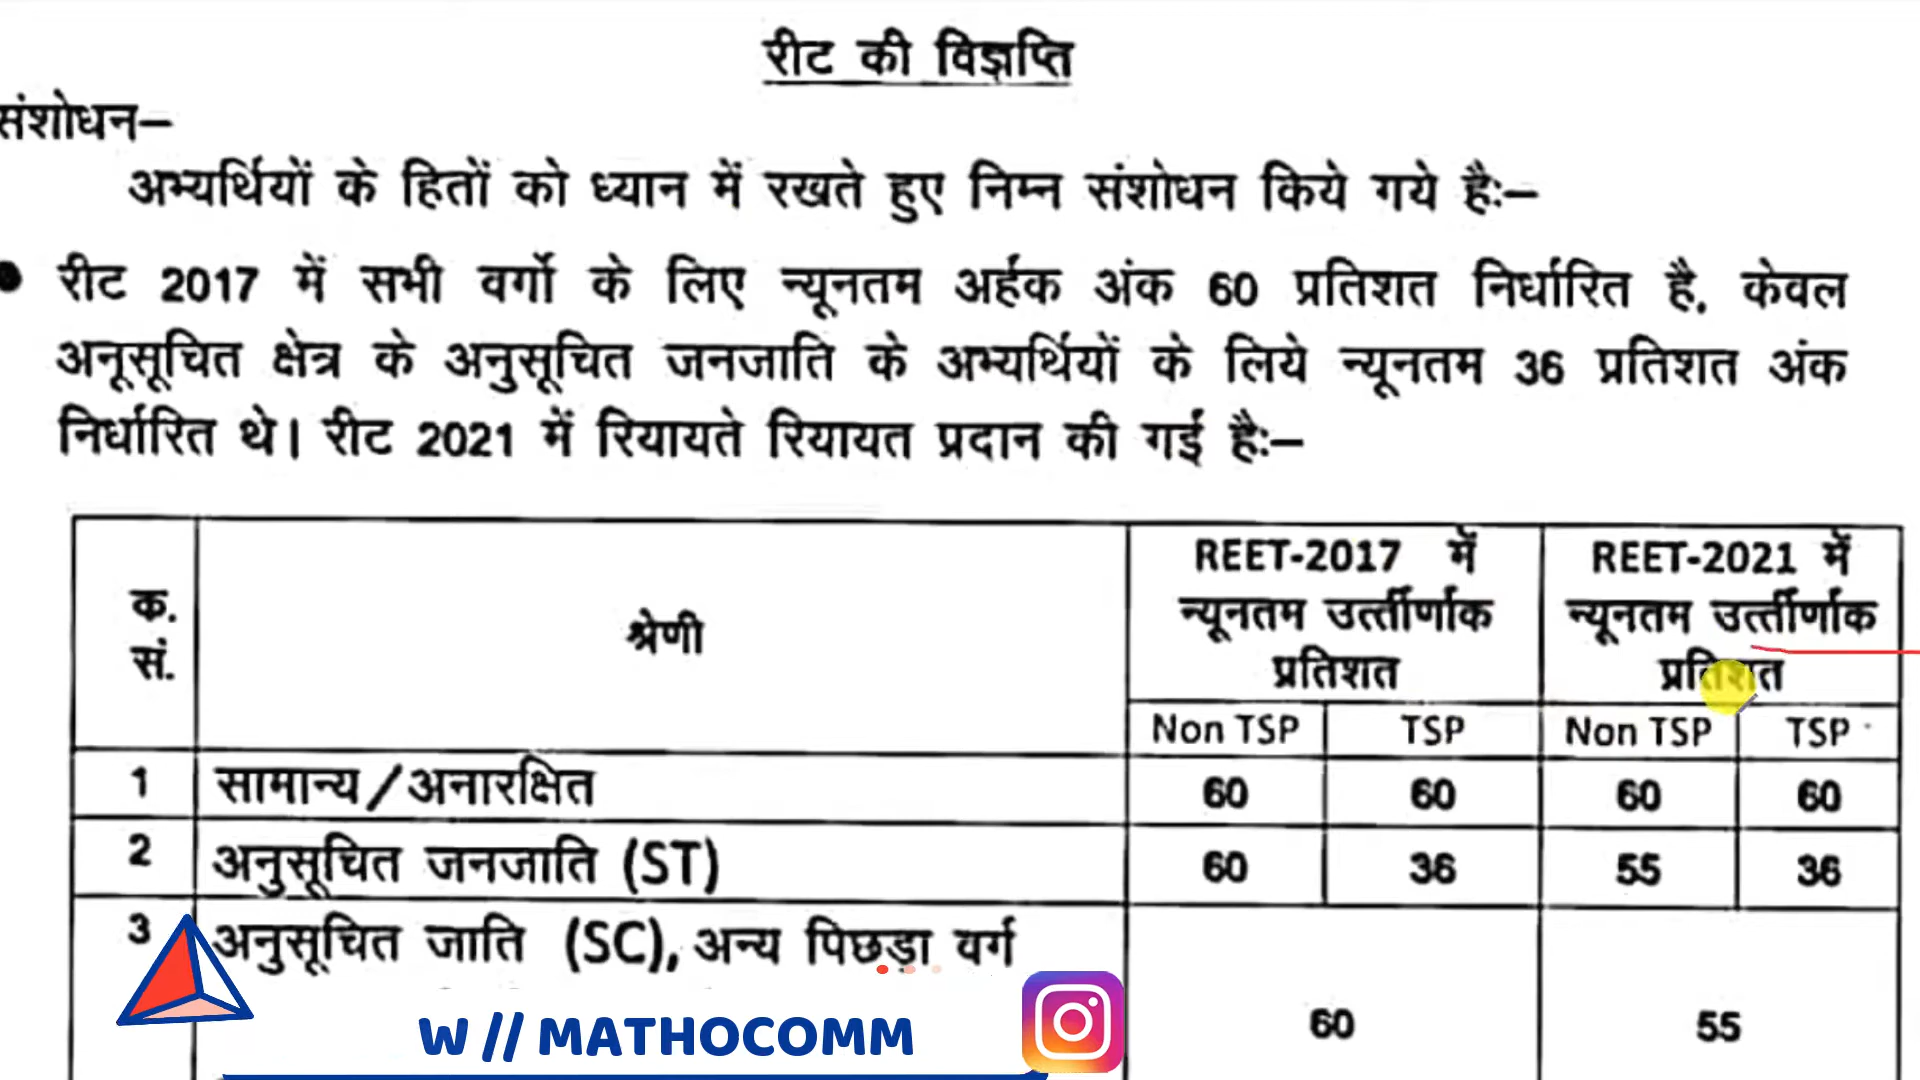 रीट की विज्ञप्ति
संशोधन–
अभ्यर्थियों के हितों को ध्यान में रखते हुए निम्न संशोधन किये गये है:–
● रीट 2017 में सभी वर्गो के लिए न्यूनतम अर्हक अंक 60 प्रतिशत निर्धारित है, केवल
अनूसूचित क्षेत्र के अनुसूचित जनजाति के अभ्यर्थियों के लिये न्यूनतम 36 प्रतिशत अंक
निर्धारित थे। रीट 2021 में रियायते रियायत प्रदान की गई है:–
क. सं.
श्रेणी
REET-2017 में
न्यूनतम उर्त्तीर्णाक
प्रतिशत
REET-2021 में
न्यूनतम उर्त्तीर्णाक
प्रतिशत
Non TSP TSP Non TSP TSP
1 सामान्य/अनारक्षित 60 60 60 60
2 अनुसूचित जनजाति (ST) 60 36 55 36
3 अनुसूचित जाति (SC), अन्य पिछड़ा वर्ग
60 55
W // MATHOCOMM